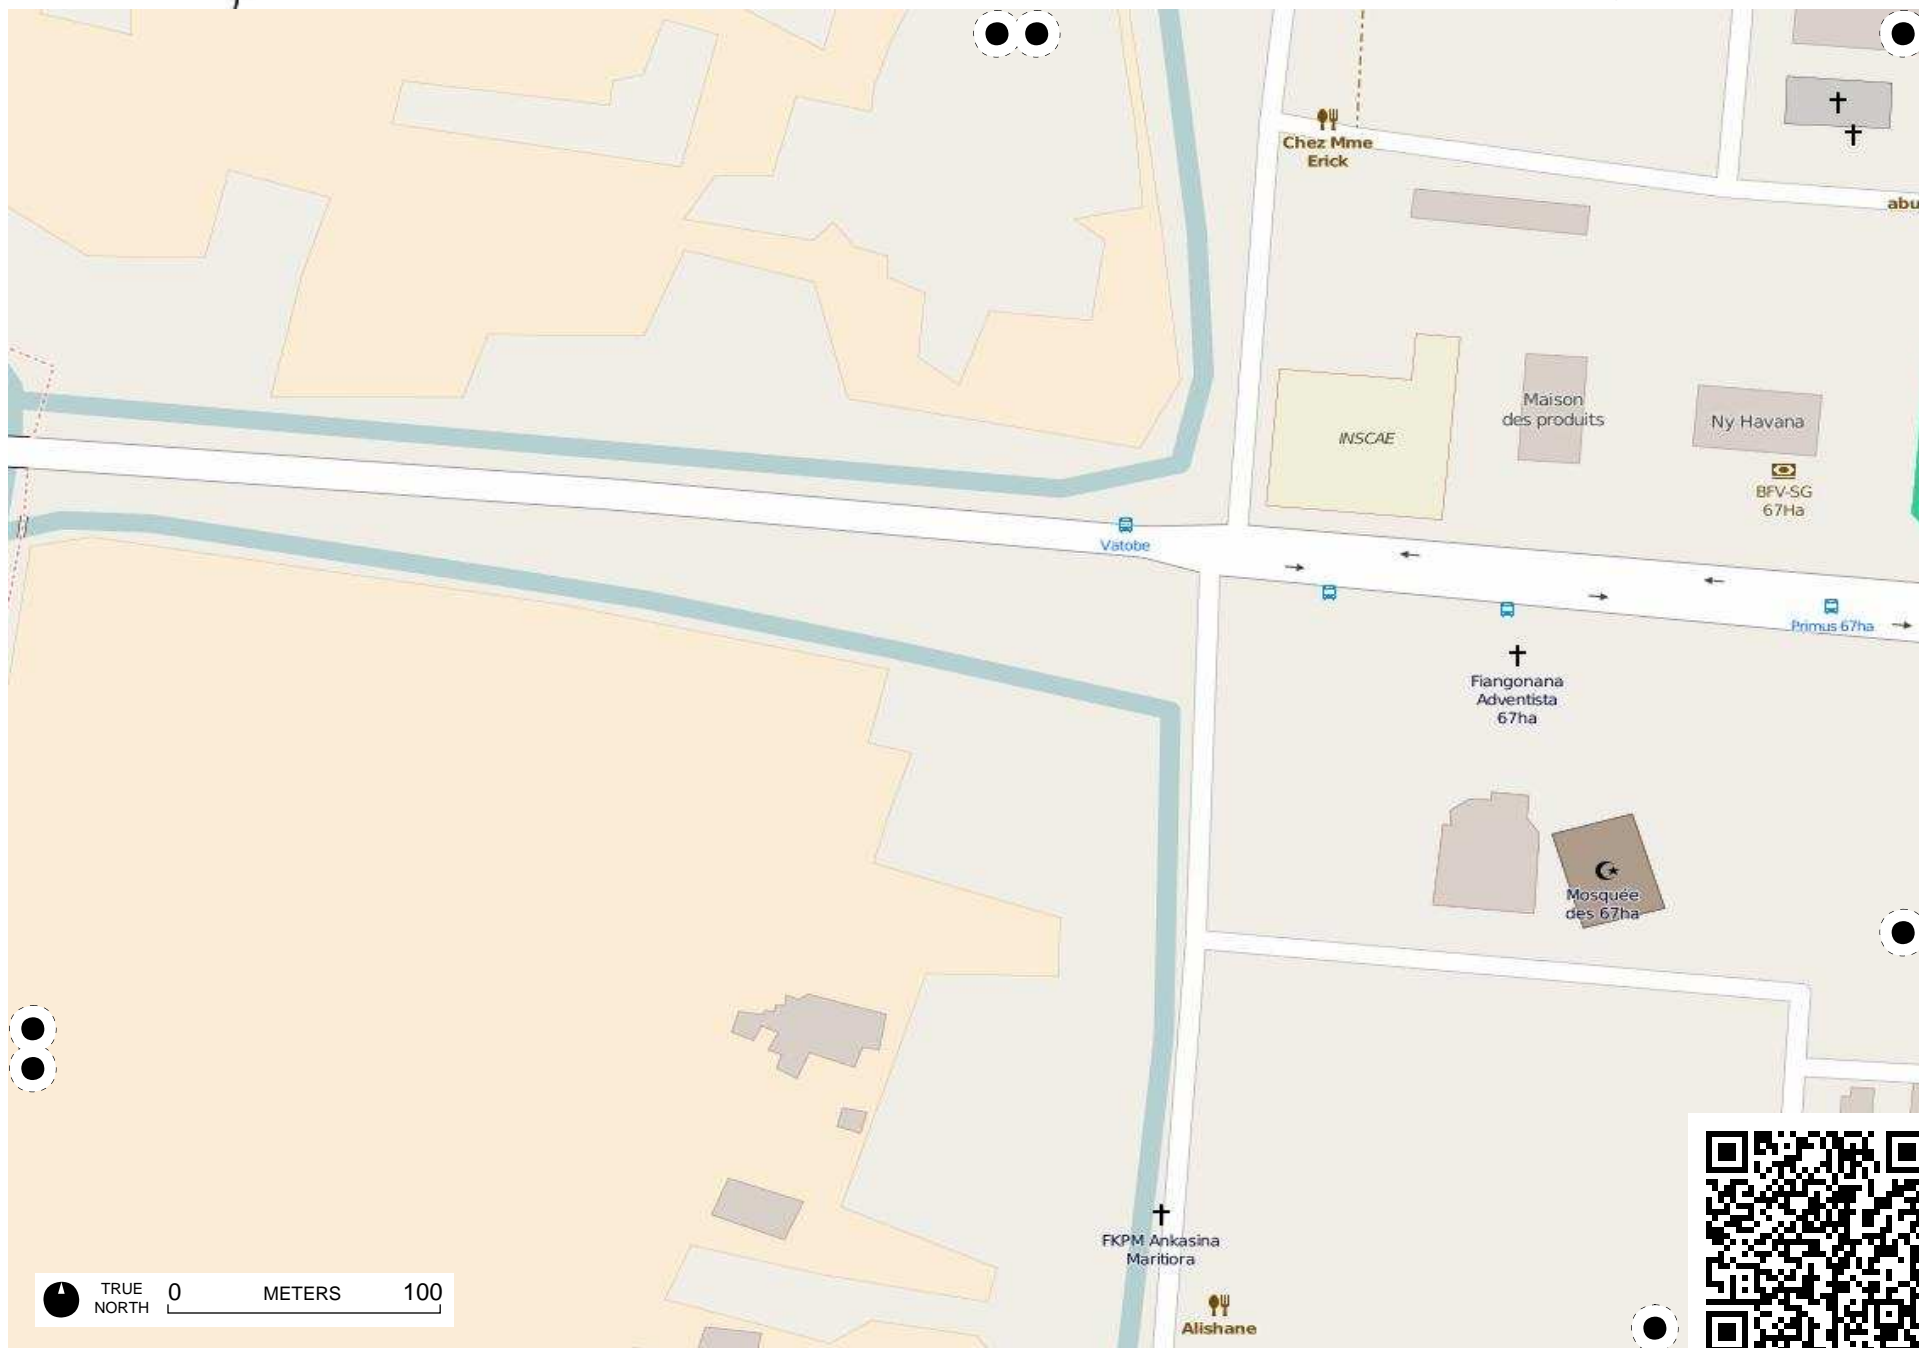 Chez Mme
Erick
abu
Maison
des produits
INSCAE
Ny Havana
BFV-SG
67Ha
Vatobe
Primus 67ha
Fiangonana
Adventista
67ha
Mosquée
des 67ha
FKPM Ankasina
Maritiora
Alishane
TRUE
NORTH
0 METERS 100